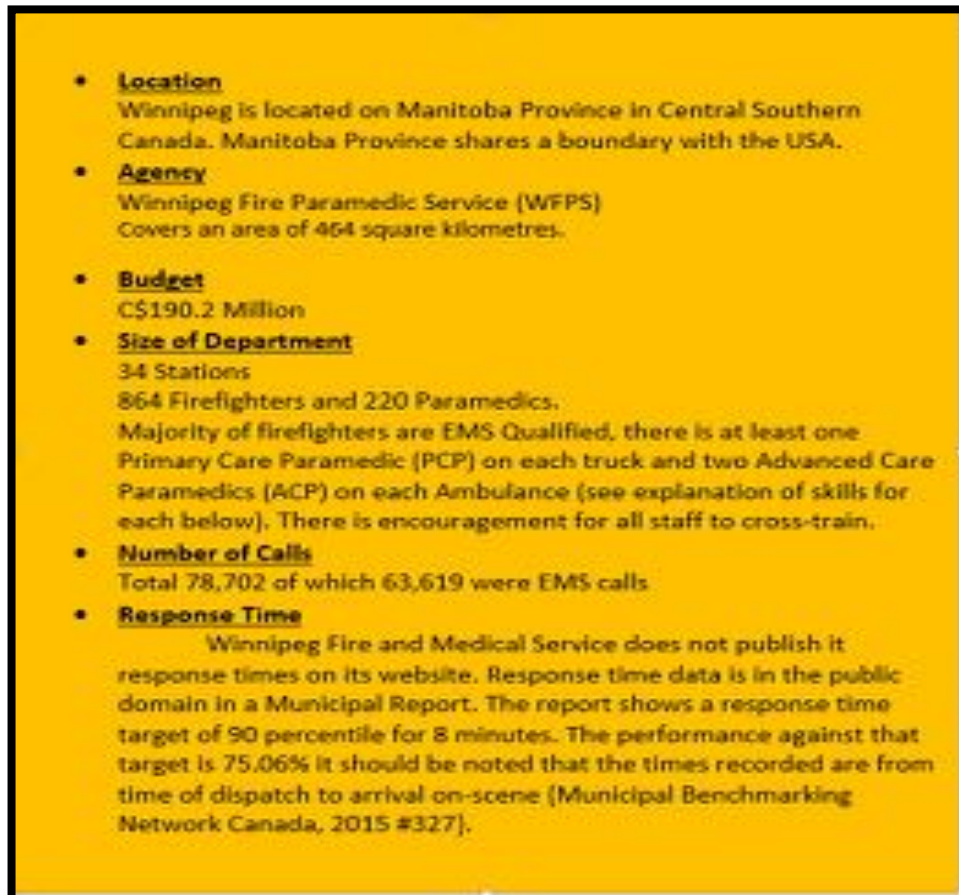 • Location
Winnipeg is located on Manitoba Province in Central Southern
Canada. Manitoba Province shares a boundary with the USA.
• Agency
Winnipeg Fire Paramedic Service (WFPS)
Covers an area of 464 square kilometres.
• Budget
C$190.2 Million
• Size of Department
34 Stations
864 Firefighters and 220 Paramedics.
Majority of firefighters are EMS Qualified, there is at least one
Primary Care Paramedic (PCP) on each truck and two Advanced Care
Paramedics (ACP) on each Ambulance (see explanation of skills for
each below). There is encouragement for all staff to cross-train.
• Number of Calls
Total 78,702 of which 63,619 were EMS calls
• Response Time
Winnipeg Fire and Medical Service does not publish it
response times on its website. Response time data is in the public
domain in a Municipal Report. The report shows a response time
target of 90 percentile for 8 minutes. The performance against that
target is 75.06% it should be noted that the times recorded are from
time of dispatch to arrival on-scene (Municipal Benchmarking
Network Canada, 2015 #327).